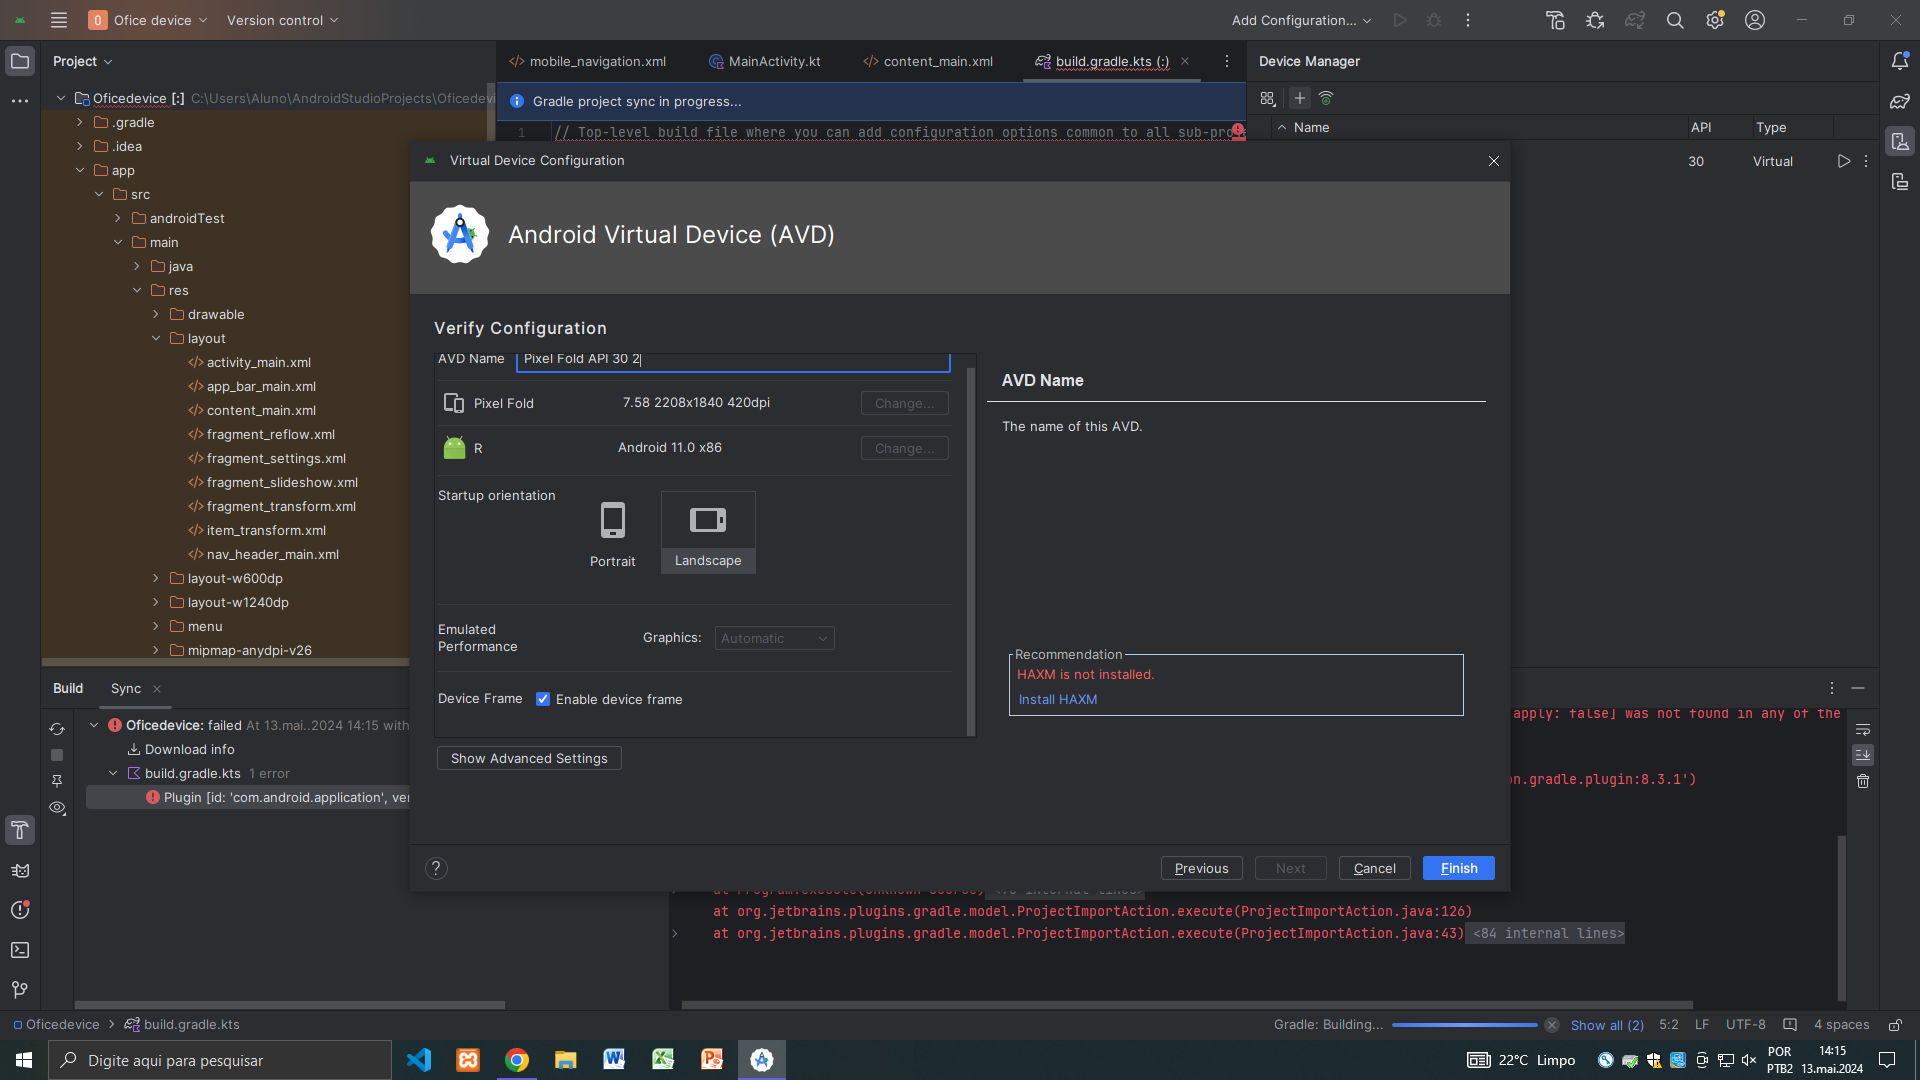 O
Ofice device
Version control
Add Configuration...
Project
mobile_navigation.xml
MainActivity.kt
content_main.xml
build.gradle.kts (:)
Device Manager
Oficedevice [:] C:\Users\Aluno\AndroidStudioProjects\Oficedevi
Gradle project sync in progress...
1 // Top-level build file where you can add configuration options common to all sub-pro
Name
API
Type
30
Virtual
.gradle
.idea
app
src
androidTest
main
java
res
drawable
layout
activity_main.xml
app_bar_main.xml
content_main.xml
fragment_reflow.xml
fragment_settings.xml
fragment_slideshow.xml
fragment_transform.xml
item_transform.xml
nav_header_main.xml
layout-w600dp
layout-w1240dp
menu
mipmap-anydpi-v26
Virtual Device Configuration
Android Virtual Device (AVD)
Verify Configuration
AVD Name
Pixel Fold API 30 2
Pixel Fold
7.58 2208x1840 420dpi
Change...
R
Android 11.0 x86
Change...
Startup orientation
Portrait
Landscape
Emulated
Performance
Graphics:
Automatic
Device Frame
Enable device frame
Show Advanced Settings
AVD Name
The name of this AVD.
Recommendation
HAXM is not installed.
Install HAXM
?
Previous
Next
Cancel
Finish
Build
Sync
Oficedevice: failed At 13.mai..2024 14:15 with
Download info
build.gradle.kts 1 error
Plugin [id: 'com.android.application', ver
apply: false] was not found in any of the
on.gradle.plugin:8.3.1')
at org.jetbrains.plugins.gradle.model.ProjectImportAction.execute(ProjectImportAction.java:126)
at org.jetbrains.plugins.gradle.model.ProjectImportAction.execute(ProjectImportAction.java:43) <84 internal lines>
Oficedevice
build.gradle.kts
Gradle: Building...
Show all (2)
5:2
LF
UTF-8
4 spaces
Digite aqui para pesquisar
22°C Limpo
POR
PTB2
14:15
13.mai.2024